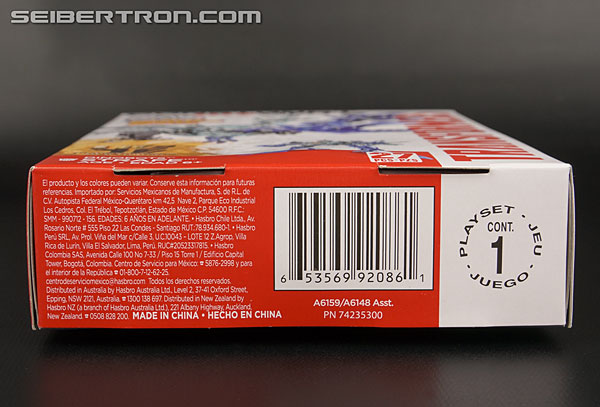 SEIBERTRON.COM
TRANSFORMERS
El producto y los colores pueden variar. Conserve esta información para futuras
referencias. Importado por: Servicios Mexicanos de Manufactura, S. de R.L. de
C.V. Autopista Federal México-Querétaro km 42.5 Nave 2, Parque Eco Industrial
Los Cedros, Col. El Trébol, Tepotzotlán, Estado de México C.P. 54600 R.F.C.:
SMM - 990712 - 1S6. EDADES: 6 AÑOS EN ADELANTE. • Hasbro Chile Ltda., Av.
Rosario Norte # 555 Piso 22 Las Condes - Santiago RUT.:78.934.680-1. • Hasbro
Perú SRL, Av. Prol. Viña del Mar c/Calle 3, U.C.10043 - LOTE 12 Z.Agrop, Villa
Rica de Lurín, Villa El Salvador, Lima, Perú. RUC#20523317815. • Hasbro
Colombia SAS, Avenida Calle 100 No 7-33 / Piso 15 Torre 1 / Edificio Capital
Tower, Bogotá, Colombia. Centro de Servicio para México: ☎ 5876-2998 y para
el interior de la República ☎ 01-800-7-12-62-25.
centrodeserviciomexico@hasbro.com Todos los derechos reservados.
Distributed in Australia by Hasbro Australia Ltd., Level 2, 37-41 Oxford Street,
Epping, NSW 2121, Australia. ☎ 1300 138 697. Distributed in New Zealand by
Hasbro NZ (a branch of Hasbro Australia Ltd.), 221 Albany Highway, Auckland,
New Zealand. ☎ 0508 828 200. MADE IN CHINA • HECHO EN CHINA
6 53569 92086 1
A6159/A6148 Asst.
PN 74235300
PLAYSET - JEU
CONT.
1
- JUEGO -